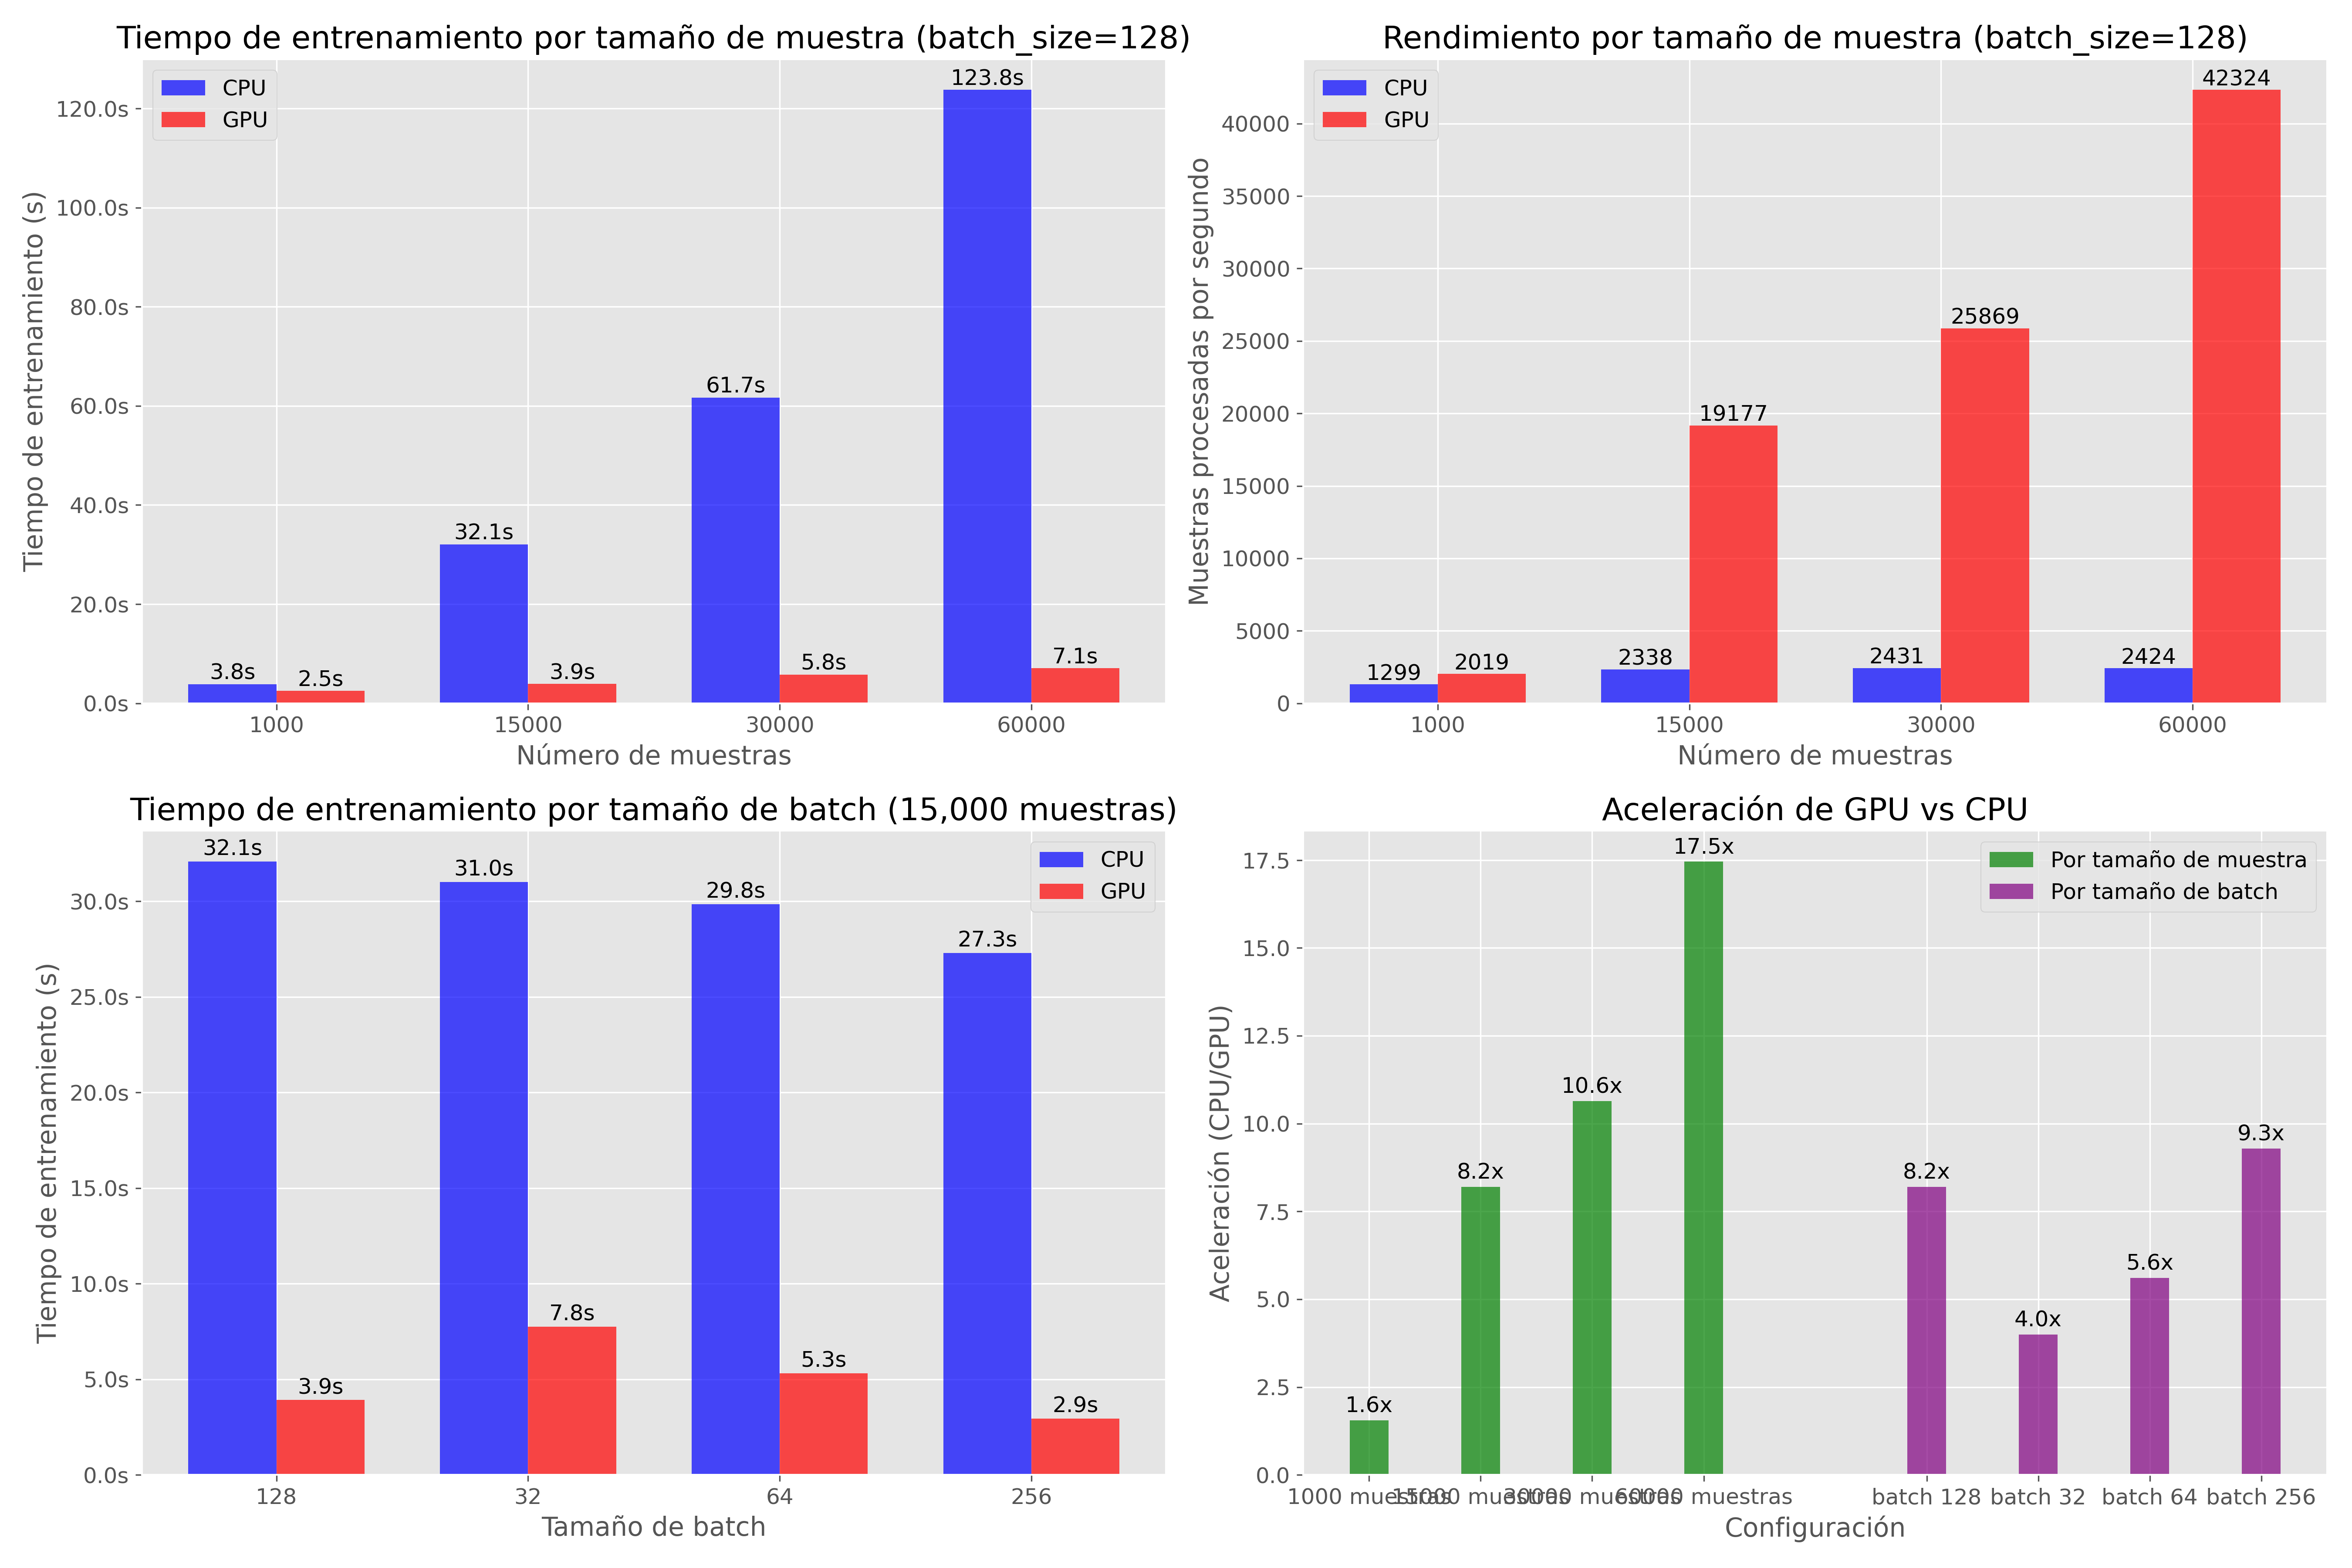 Tiempo de entrenamiento por tamaño de muestra (batch_size=128)
CPU
GPU
Tiempo de entrenamiento (s)
120.0s
100.0s
80.0s
60.0s
40.0s
20.0s
0.0s
3.8s
2.5s
32.1s
3.9s
61.7s
5.8s
123.8s
7.1s
1000
15000
30000
60000
Número de muestras
Rendimiento por tamaño de muestra (batch_size=128)
CPU
GPU
Muestras procesadas por segundo
40000
35000
30000
25000
20000
15000
10000
5000
0
1299
2019
2338
19177
2431
25869
2424
42324
1000
15000
30000
60000
Número de muestras
Tiempo de entrenamiento por tamaño de batch (15,000 muestras)
CPU
GPU
Tiempo de entrenamiento (s)
30.0s
25.0s
20.0s
15.0s
10.0s
5.0s
0.0s
32.1s
3.9s
31.0s
7.8s
29.8s
5.3s
27.3s
2.9s
128
32
64
256
Tamaño de batch
Aceleración de GPU vs CPU
Por tamaño de muestra
Por tamaño de batch
Aceleración (CPU/GPU)
17.5
15.0
12.5
10.0
7.5
5.0
2.5
0.0
1.6x
8.2x
10.6x
17.5x
8.2x
4.0x
5.6x
9.3x
1000 muestras
15000 muestras
30000 muestras
60000 muestras
batch 128
batch 32
batch 64
batch 256
Configuración